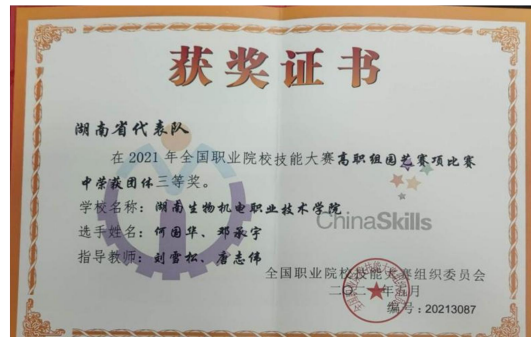 获奖证书
湖南省代表队
在2021年全国职业院校技能大赛高职组园艺赛项比赛
中荣获团体三等奖。
学校名称：湖南生物机电职业技术学院
ChinaSkills
选手姓名：何国华、邓承宇
指导教师：刘雪松、唐志伟
全国职业院校技能大赛组织委员会
二〇二一年五月
编号：20213087